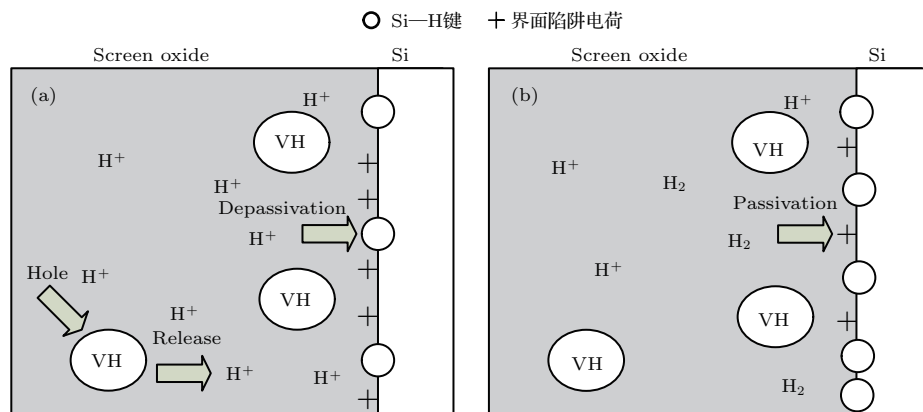 Si—H键 + 界面陷阱电荷
Screen oxide Si Screen oxide Si
(a)
H+
VH
H+
+
H+
+
Depassivation
H+
+
Hole
H+
VH
H+
+
Release
VH
H+
H+
+
(b)
H+
VH
+
H+
H2
Passivation
H2
+
H+
VH
+
VH
H2